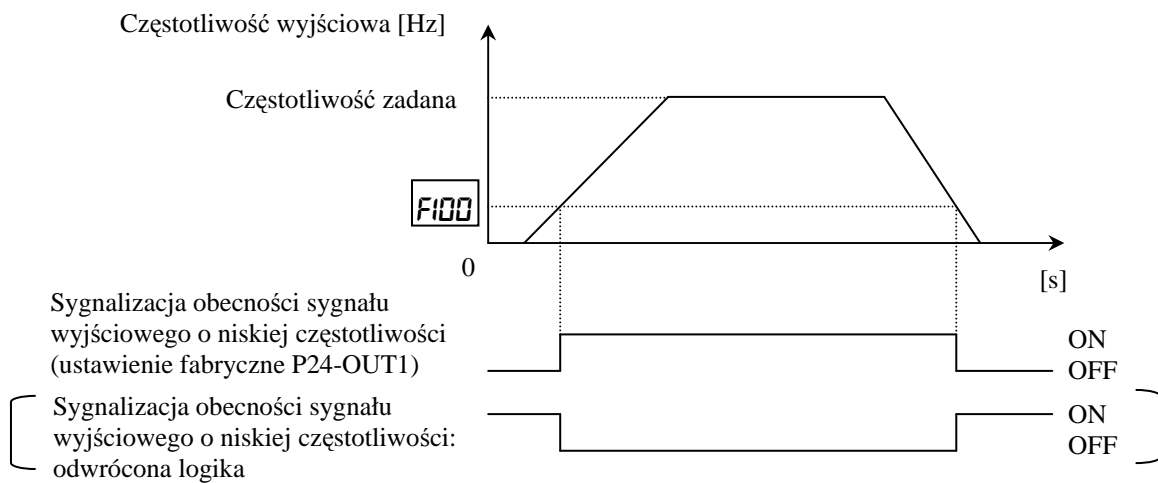 Częstotliwość wyjściowa [Hz]
Częstotliwość zadana
F100
0
[s]
Sygnalizacja obecności sygnału
wyjściowego o niskiej częstotliwości
(ustawienie fabryczne P24-OUT1)
ON
OFF
Sygnalizacja obecności sygnału
wyjściowego o niskiej częstotliwości:
odwrócona logika
ON
OFF